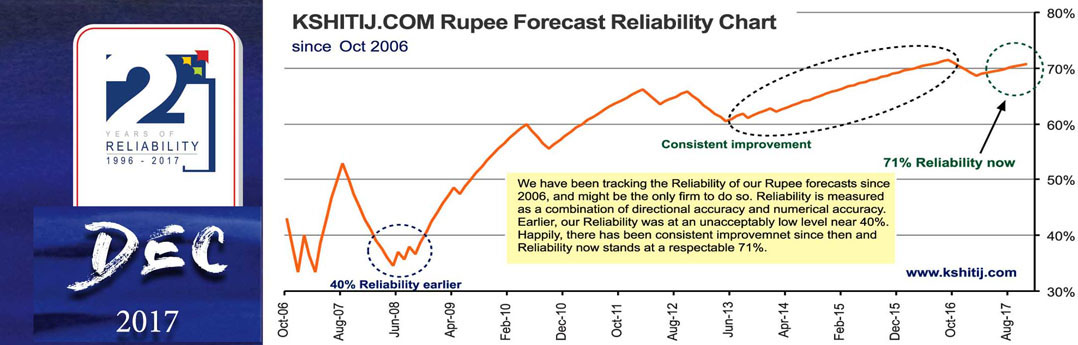 21
YEARS OF
RELIABILITY
1996 - 2017
DEC
2017
KSHITIJ.COM Rupee Forecast Reliability Chart
since Oct 2006
80%
70%
60%
50%
40%
30%
Consistent improvement
71% Reliability now
We have been tracking the Reliability of our Rupee forecasts since
2006, and might be the only firm to do so. Reliability is measured
as a combination of directional accuracy and numerical accuracy.
Earlier, our Reliability was at an unacceptably low level near 40%.
Happily, there has been consistent improvemnet since then and
Reliability now stands at a respectable 71%.
40% Reliability earlier
www.kshitij.com
Oct-06
Aug-07
Jun-08
Apr-09
Feb-10
Dec-10
Oct-11
Aug-12
Jun-13
Apr-14
Feb-15
Dec-15
Oct-16
Aug-17